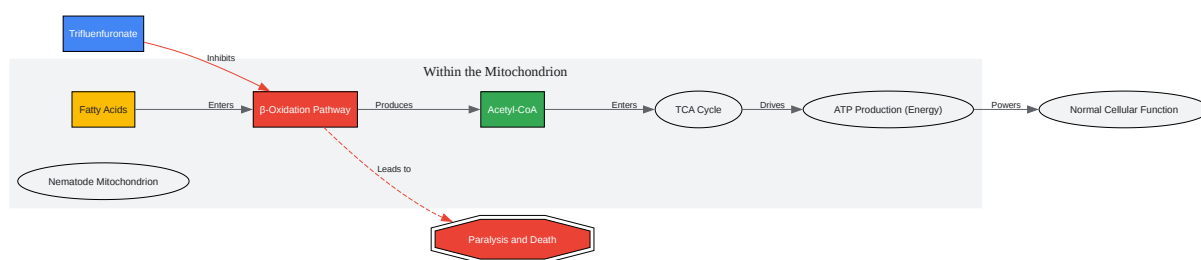 Trifluenfuronate
Inhibits
Within the Mitochondrion
Fatty Acids
Enters
β-Oxidation Pathway
Produces
Acetyl-CoA
Enters
TCA Cycle
Drives
ATP Production (Energy)
Powers
Normal Cellular Function
Leads to
Nematode Mitochondrion
Paralysis and Death